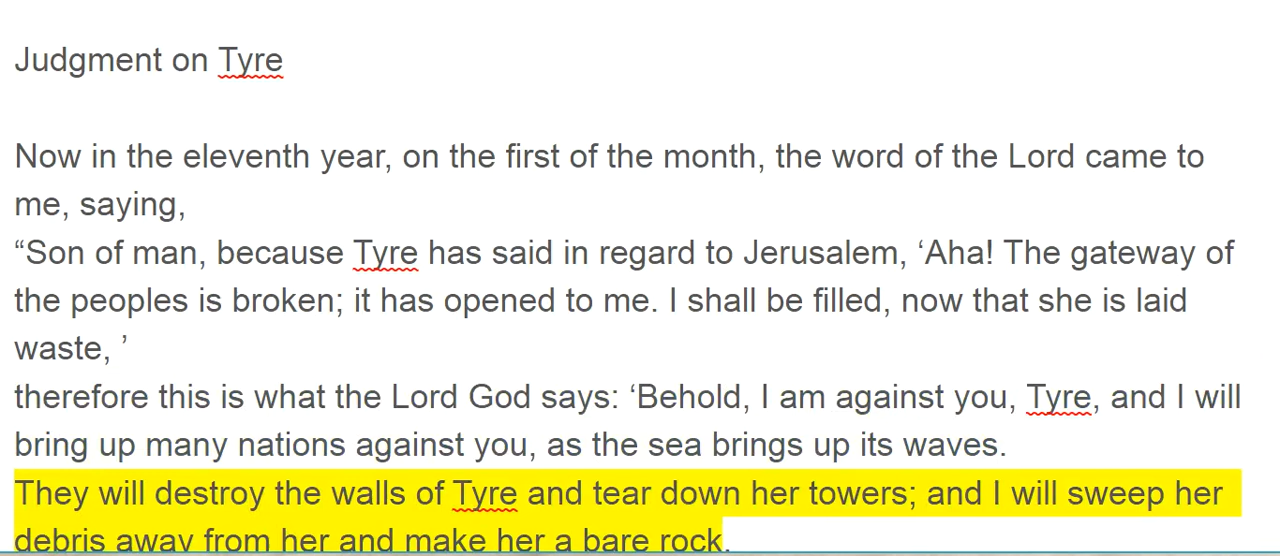 Judgment on Tyre
Now in the eleventh year, on the first of the month, the word of the Lord came to
me, saying,
“Son of man, because Tyre has said in regard to Jerusalem, ‘Aha! The gateway of
the peoples is broken; it has opened to me. I shall be filled, now that she is laid
waste, ’
therefore this is what the Lord God says: ‘Behold, I am against you, Tyre, and I will
bring up many nations against you, as the sea brings up its waves.
They will destroy the walls of Tyre and tear down her towers; and I will sweep her
debris away from her and make her a bare rock.